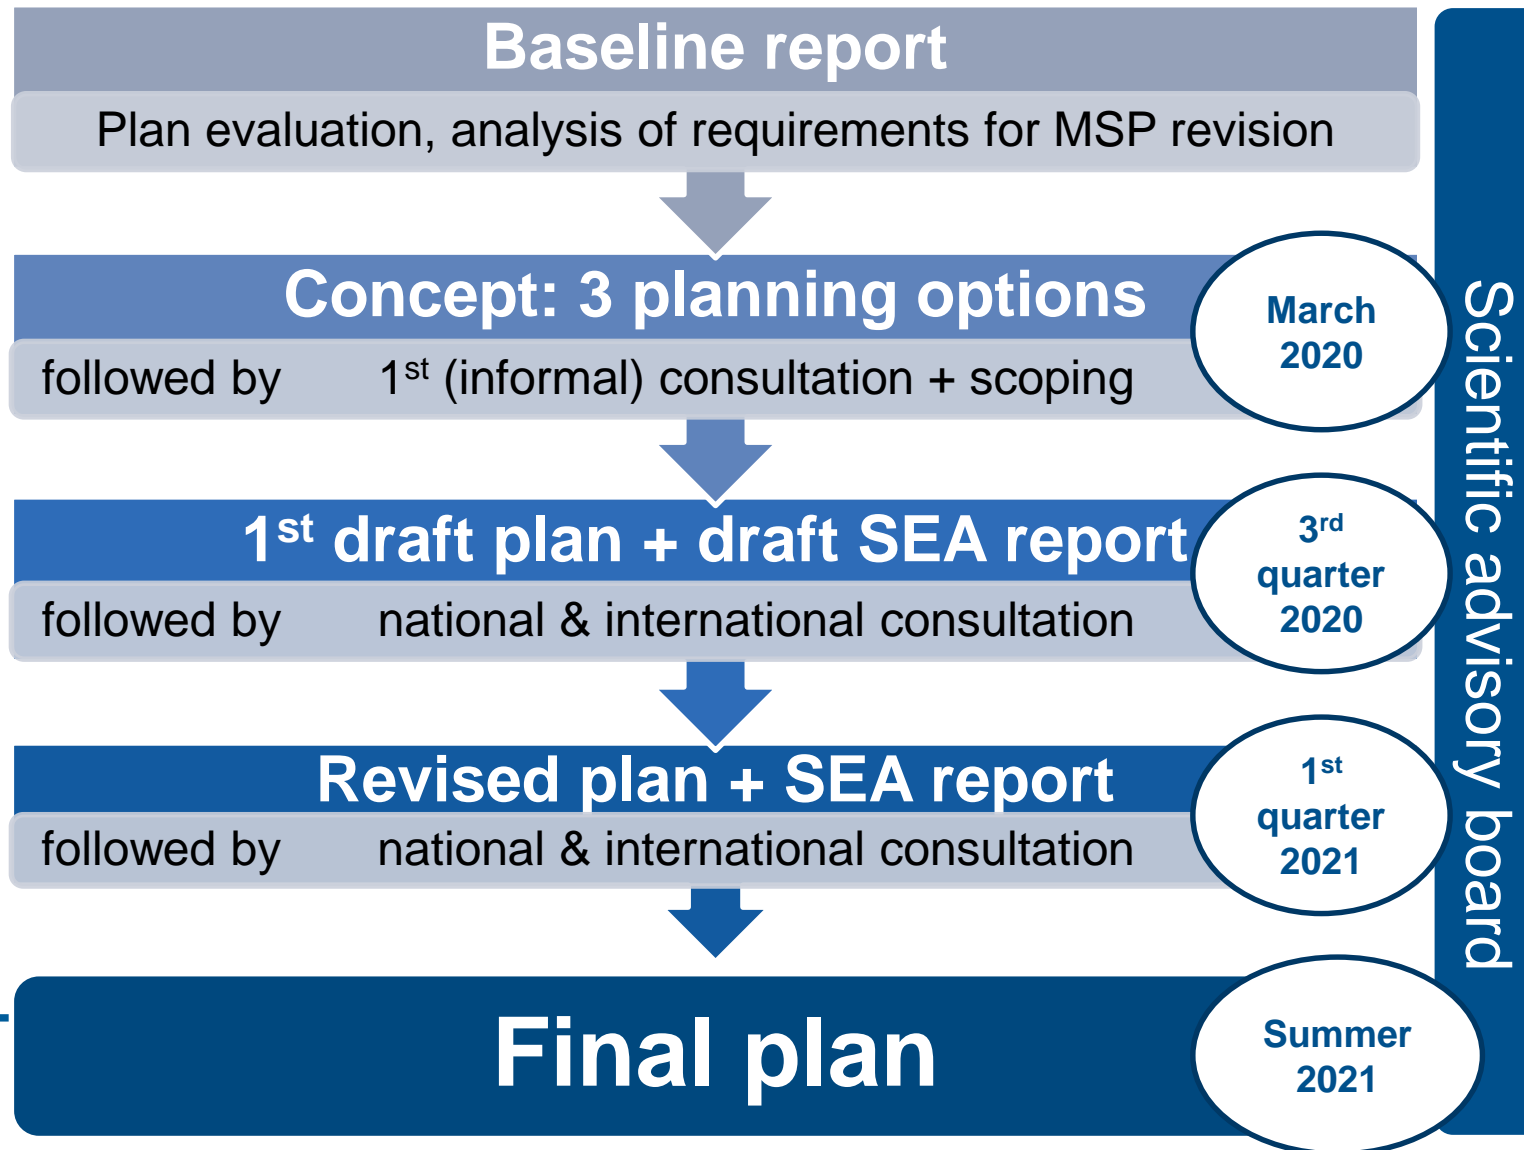 Baseline report
Plan evaluation, analysis of requirements for MSP revision
Concept: 3 planning options
followed by 1st (informal) consultation + scoping
March
2020
1st draft plan + draft SEA report
followed by national & international consultation
3rd
quarter
2020
Revised plan + SEA report
followed by national & international consultation
1st
quarter
2021
Final plan
Summer
2021
Scientific advisory board